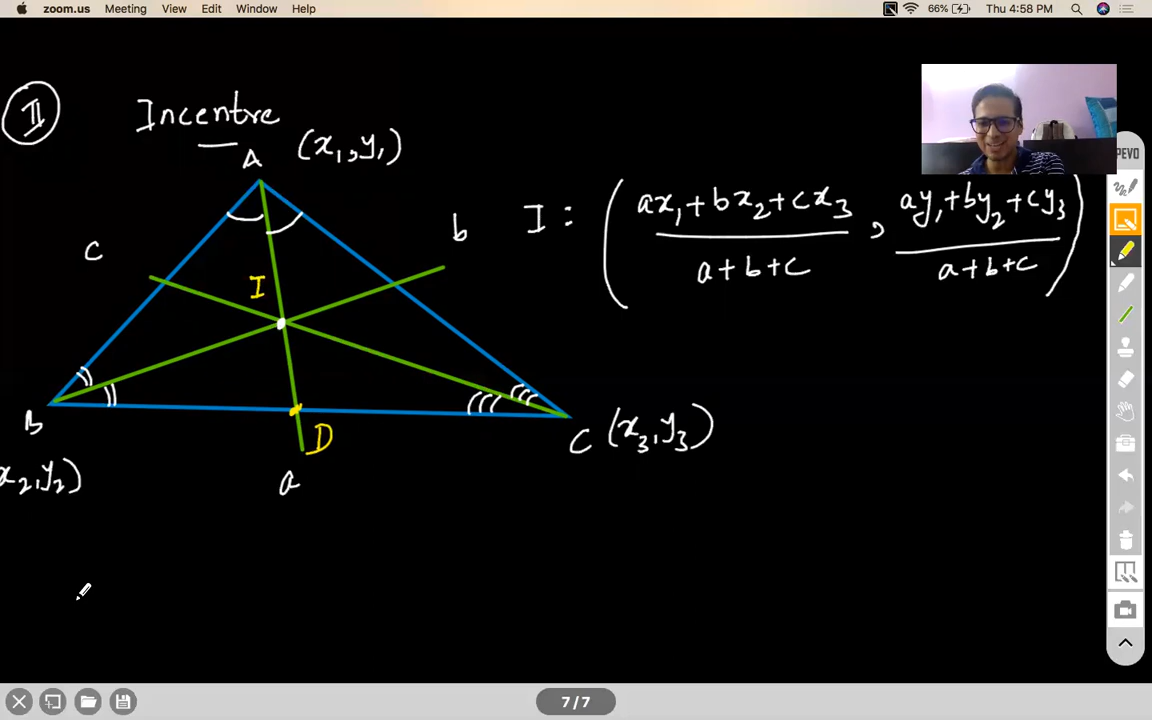 zoom.us Meeting View Edit Window Help 66% Thu 4:58 PM
II Incentre
A (x₁,y₁)
IPEVO
c b I : ( ax₁+bx₂+cx₃ / a+b+c , ay₁+by₂+cy₃ / a+b+c )
I
B D C (x₃,y₃)
x₂,y₂) a
7/7